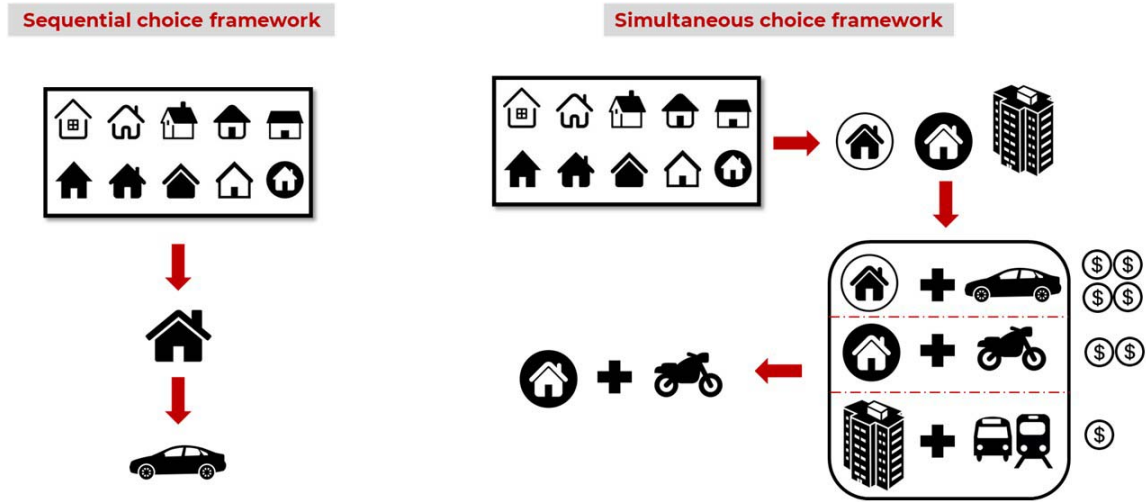 Sequential choice framework
Simultaneous choice framework
$ $
$ $
$ $
$